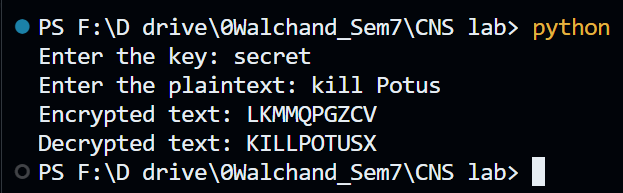 PS F:\D drive\0Walchand_Sem7\CNS lab> python
Enter the key: secret
Enter the plaintext: kill Potus
Encrypted text: LKMMQPGZCV
Decrypted text: KILLPOTUSX
PS F:\D drive\0Walchand_Sem7\CNS lab>